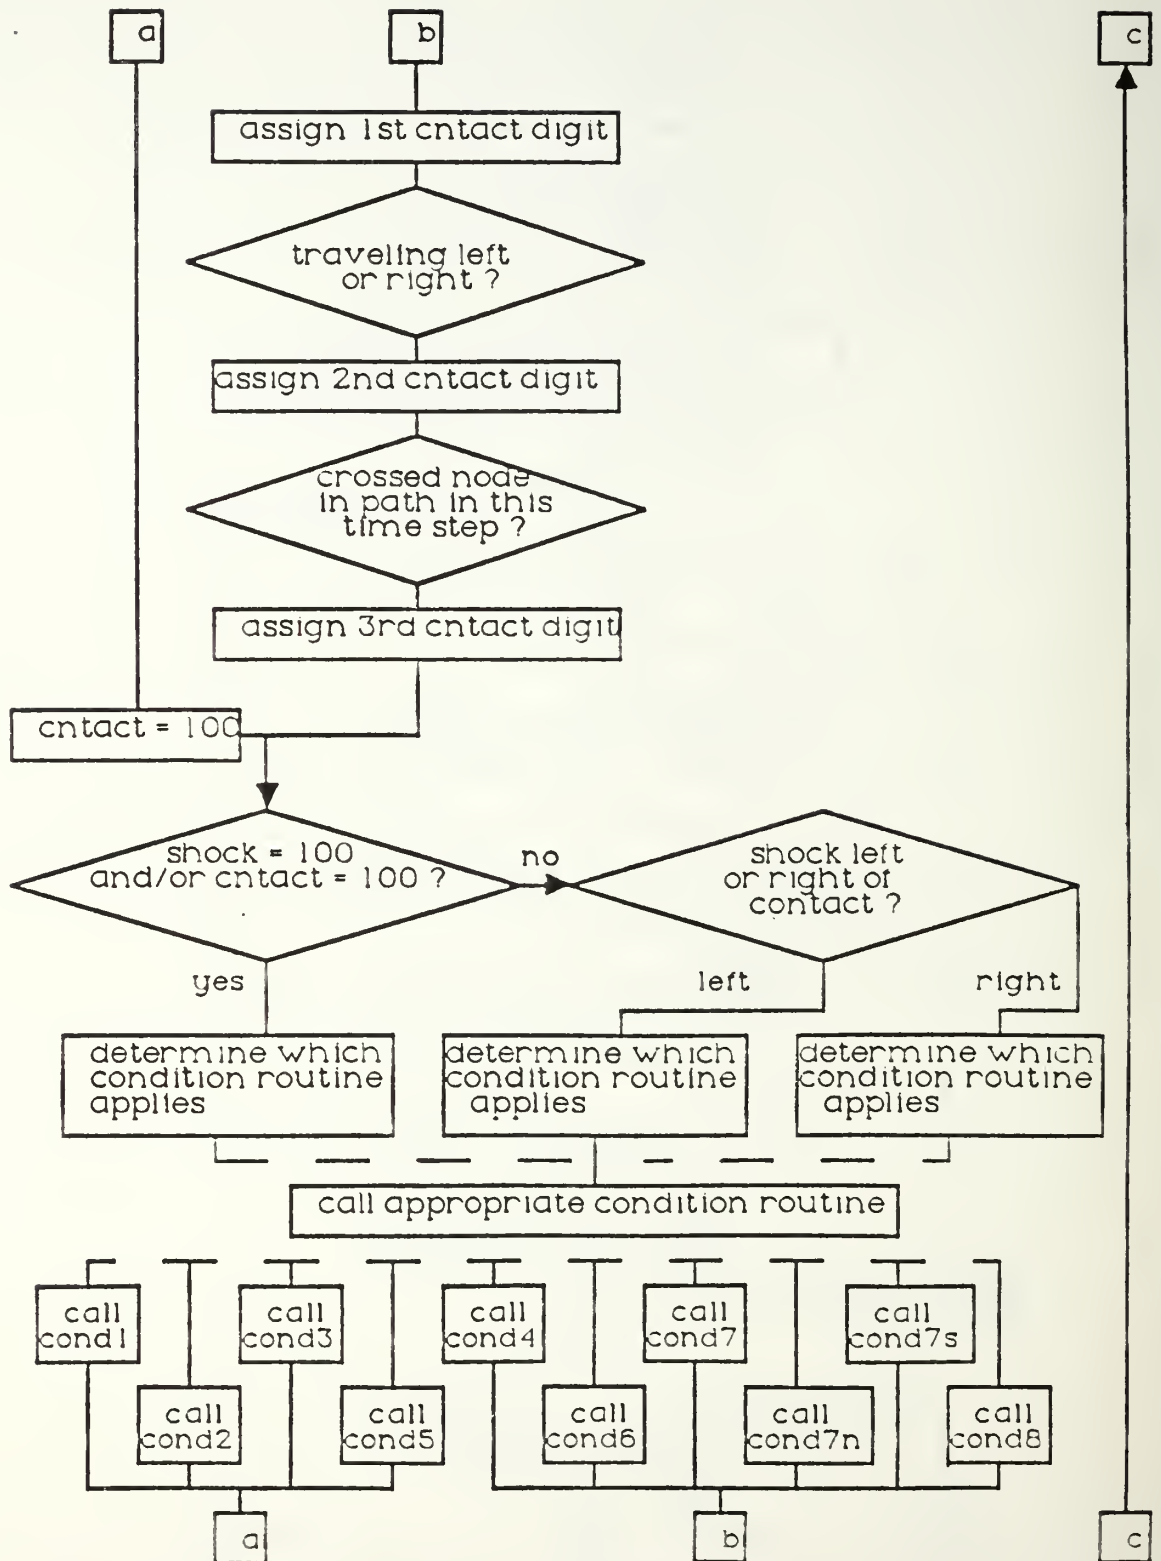 a
b
c
assign 1st cntact digit
traveling left
or right ?
assign 2nd cntact digit
crossed node
in path in this
time step ?
assign 3rd cntact digit
cntact = 100
shock = 100
and/or cntact = 100 ?
no
shock left
or right of
contact ?
yes
left
right
determine which
condition routine
applies
determine which
condition routine
applies
determine which
condition routine
applies
call appropriate condition routine
call
cond1
call
cond3
call
cond4
call
cond7
call
cond7s
call
cond2
call
cond5
call
cond6
call
cond7n
call
cond8
a
b
c